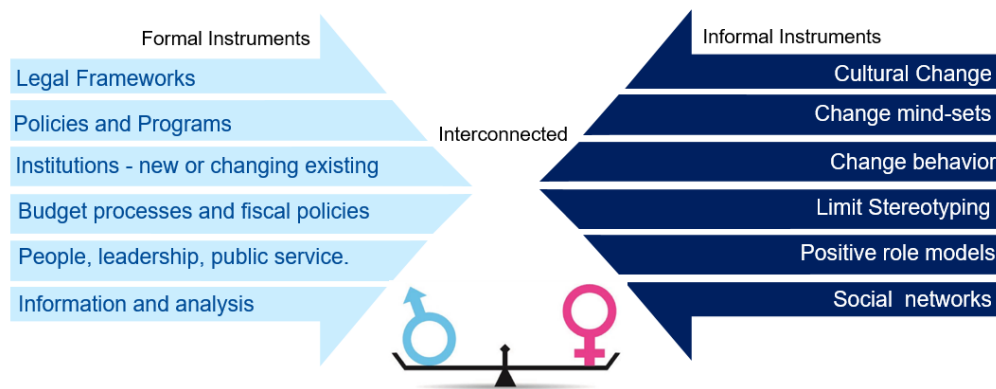 Formal Instruments
Legal Frameworks
Policies and Programs
Institutions - new or changing existing
Budget processes and fiscal policies
People, leadership, public service.
Information and analysis
Interconnected
Informal Instruments
Cultural Change
Change mind-sets
Change behavior
Limit Stereotyping
Positive role models
Social networks